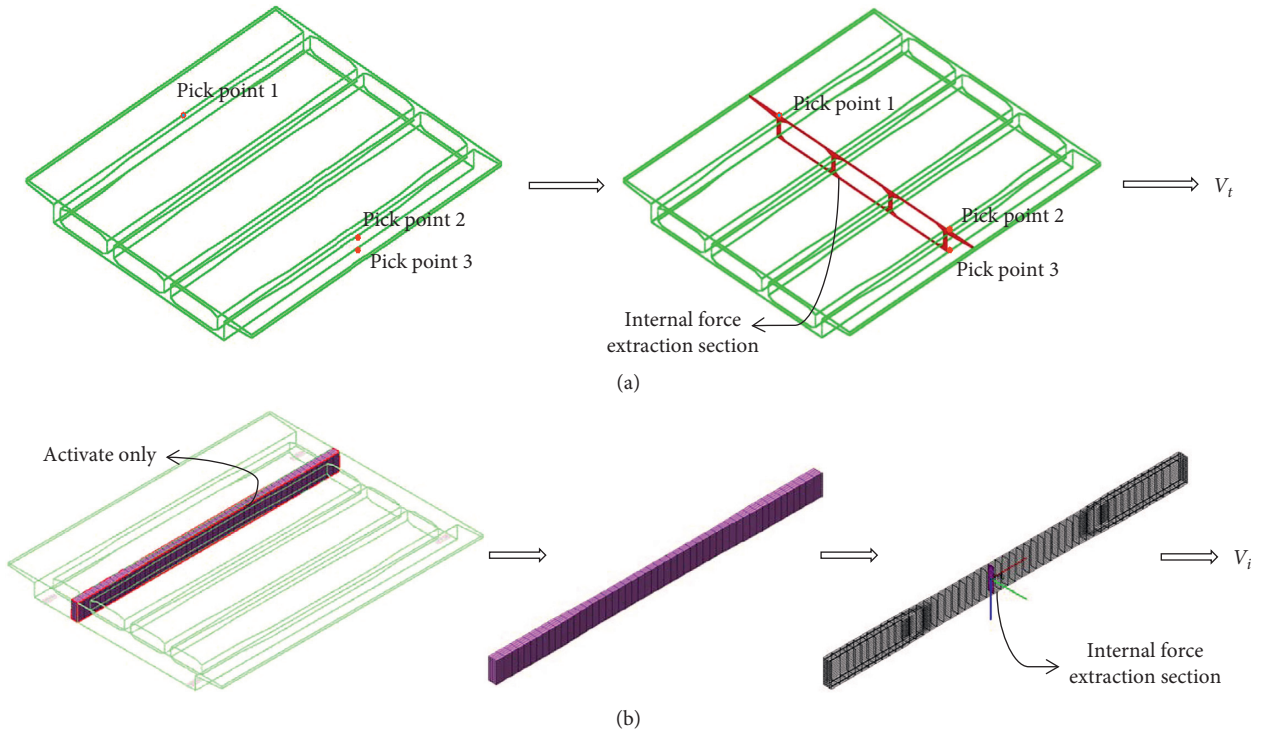 Pick point 1
Pick point 2
Pick point 3
Pick point 1
Pick point 2
Pick point 3
Internal force
extraction section
V_t
(a)
Activate only
Internal force
extraction section
V_i
(b)